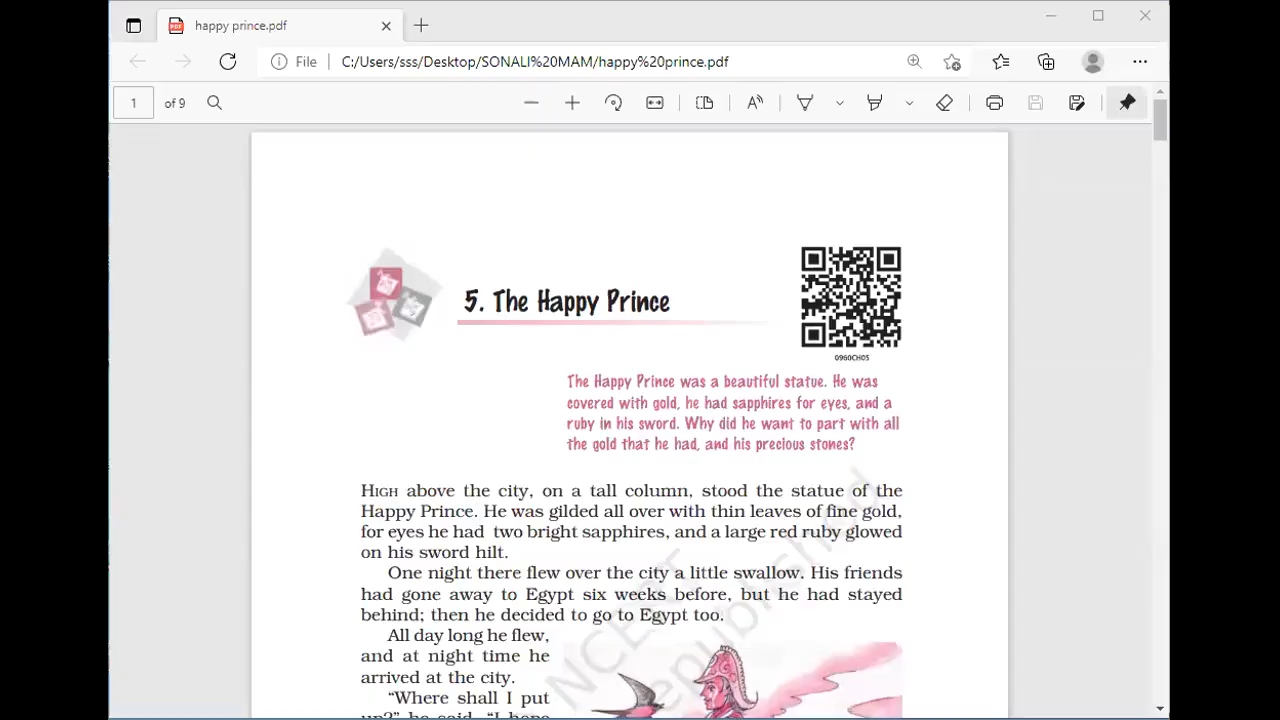 happy prince.pdf
File
C:/Users/sss/Desktop/SONALI%20MAM/happy%20prince.pdf
1 of 9
5. The Happy Prince
0960CH05
The Happy Prince was a beautiful statue. He was
covered with gold, he had sapphires for eyes, and a
ruby in his sword. Why did he want to part with all
the gold that he had, and his precious stones?
HIGH above the city, on a tall column, stood the statue of the
Happy Prince. He was gilded all over with thin leaves of fine gold,
for eyes he had two bright sapphires, and a large red ruby glowed
on his sword hilt.
One night there flew over the city a little swallow. His friends
had gone away to Egypt six weeks before, but he had stayed
behind; then he decided to go to Egypt too.
All day long he flew,
and at night time he
arrived at the city.
“Where shall I put
up?” he said. “I hope
NCERT
republished